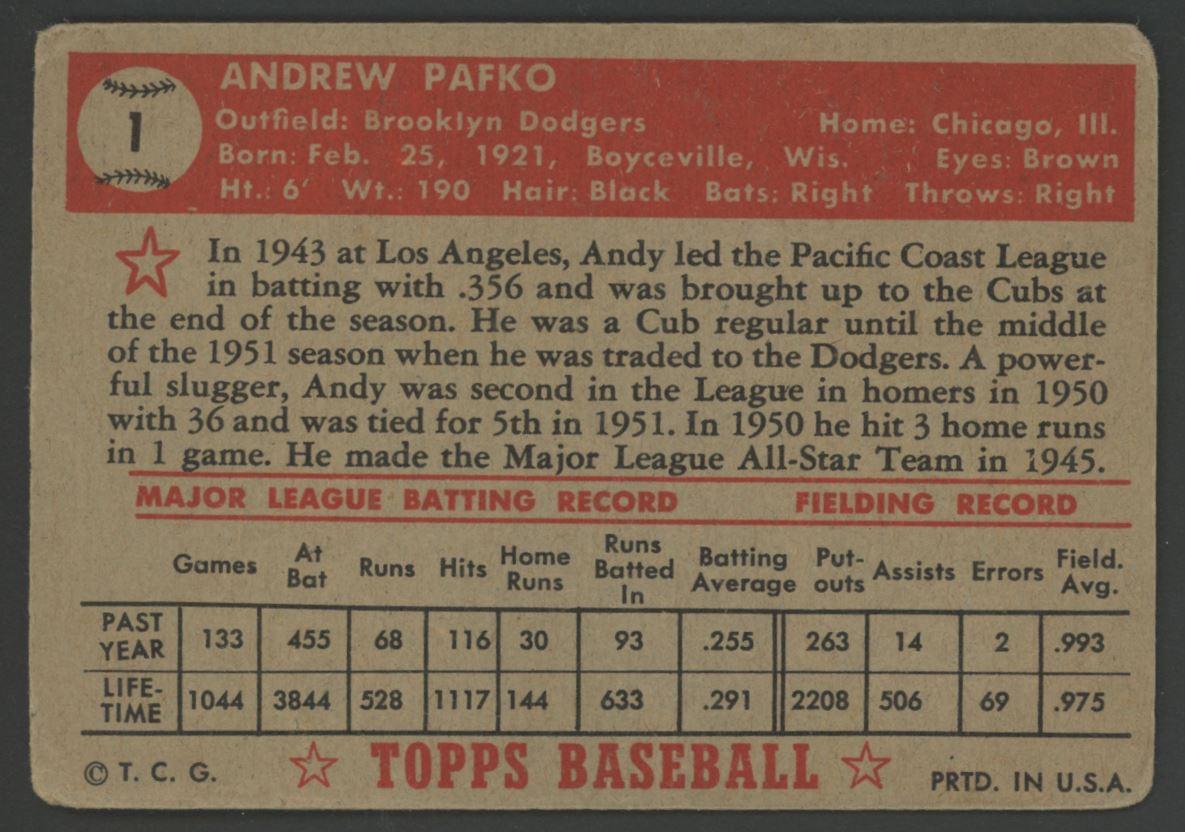 1
ANDREW PAFKO
Outfield: Brooklyn Dodgers Home: Chicago, Ill.
Born: Feb. 25, 1921, Boyceville, Wis. Eyes: Brown
Ht.: 6' Wt.: 190 Hair: Black Bats: Right Throws: Right
In 1943 at Los Angeles, Andy led the Pacific Coast League
in batting with .356 and was brought up to the Cubs at
the end of the season. He was a Cub regular until the middle
of the 1951 season when he was traded to the Dodgers. A power-
ful slugger, Andy was second in the League in homers in 1950
with 36 and was tied for 5th in 1951. In 1950 he hit 3 home runs
in 1 game. He made the Major League All-Star Team in 1945.
MAJOR LEAGUE BATTING RECORD FIELDING RECORD
Games At Bat Runs Hits Home Runs Runs Batted In Batting Average Put-outs Assists Errors Field. Avg.
PAST YEAR 133 455 68 116 30 93 .255 263 14 2 .993
LIFE-TIME 1044 3844 528 1117 144 633 .291 2208 506 69 .975
© T. C. G. TOPPS BASEBALL PRTD. IN U.S.A.